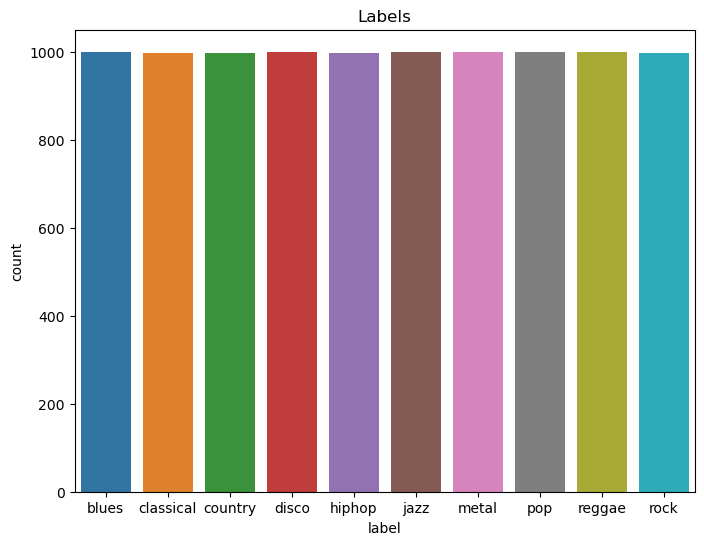 Labels
1000
800
600
400
200
0
count
blues classical country disco hiphop jazz metal pop reggae rock
label